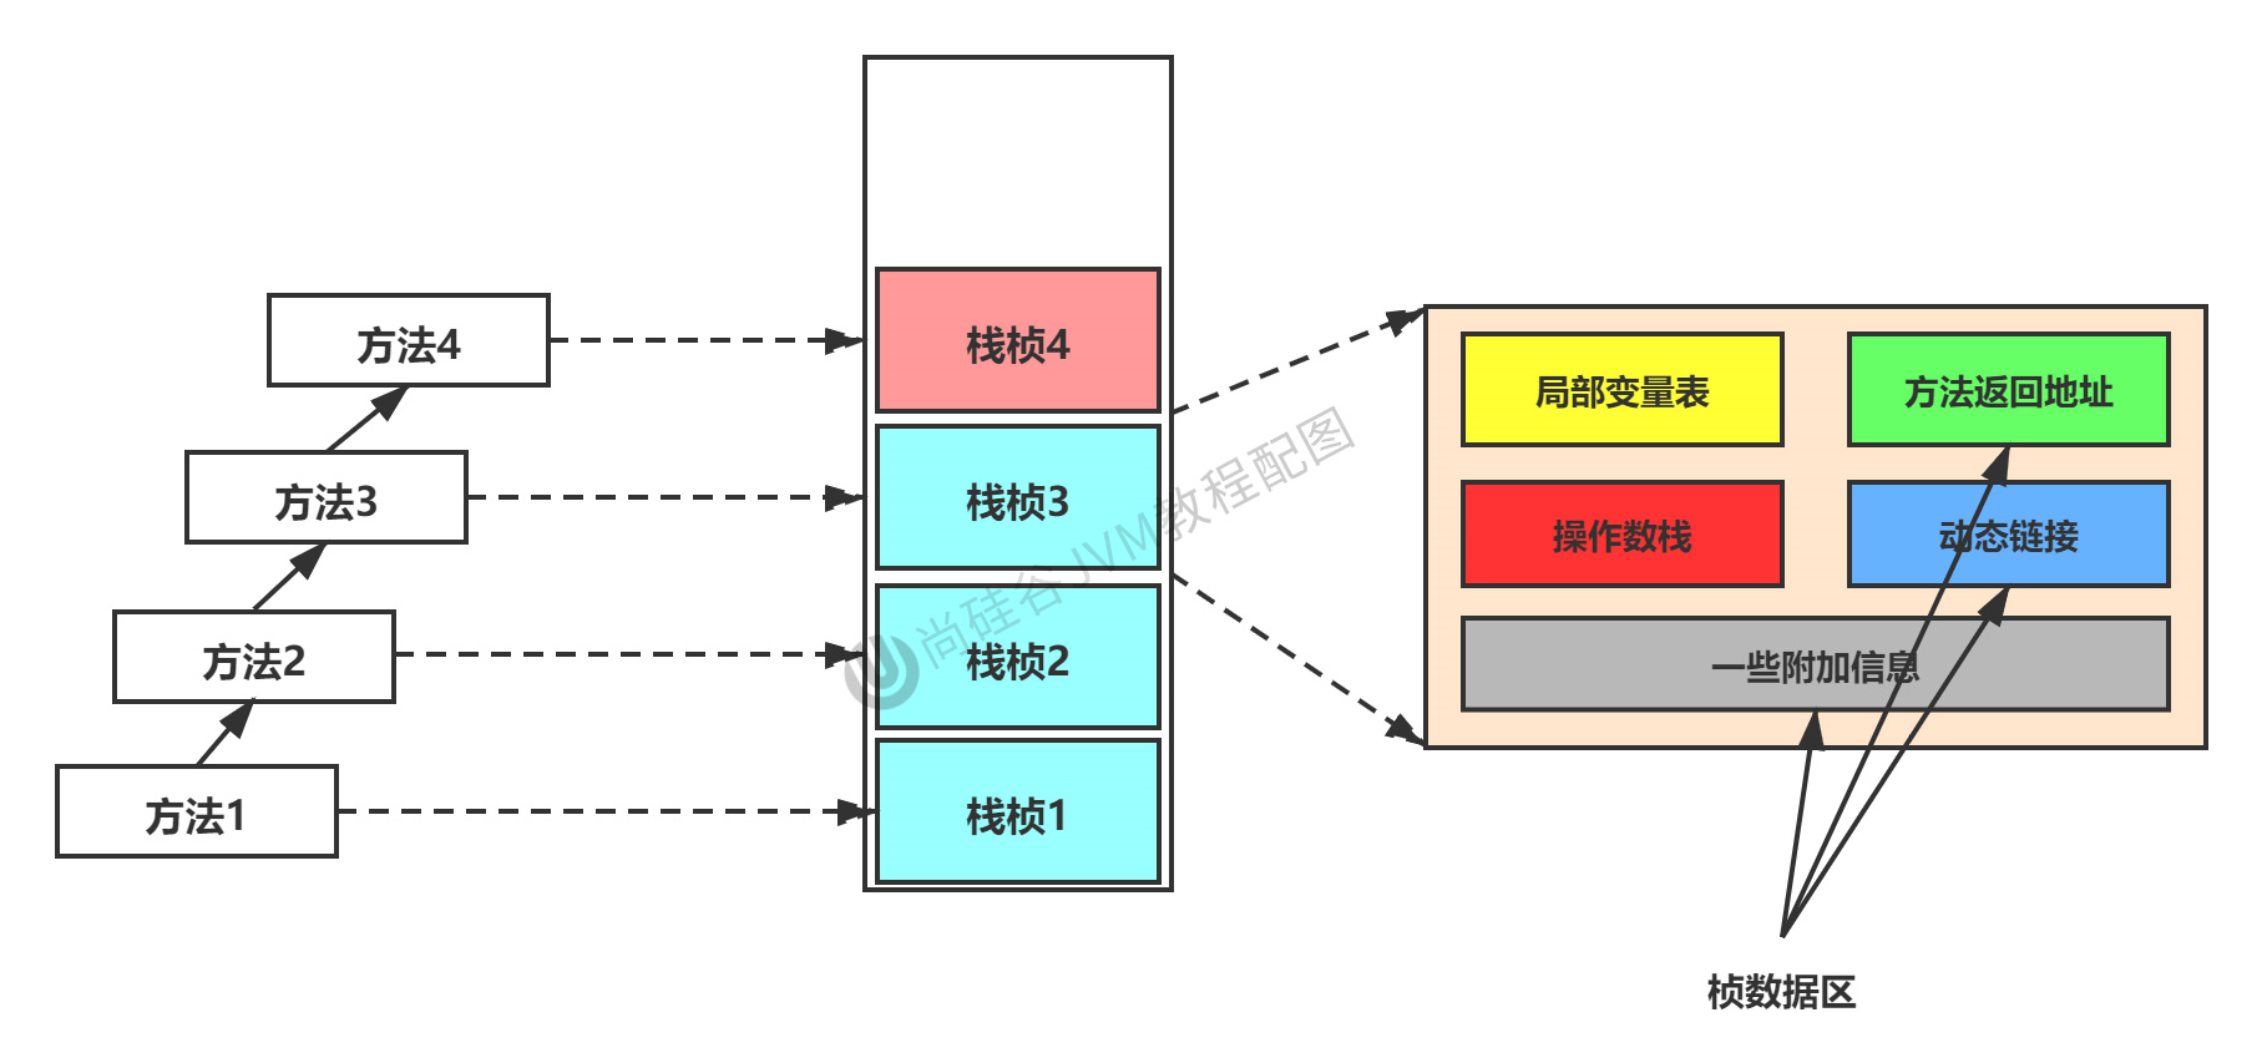 方法4
方法3
方法2
方法1
栈桢4
栈桢3
栈桢2
栈桢1
尚硅谷JVM教程配图
局部变量表
方法返回地址
操作数栈
动态链接
一些附加信息
桢数据区